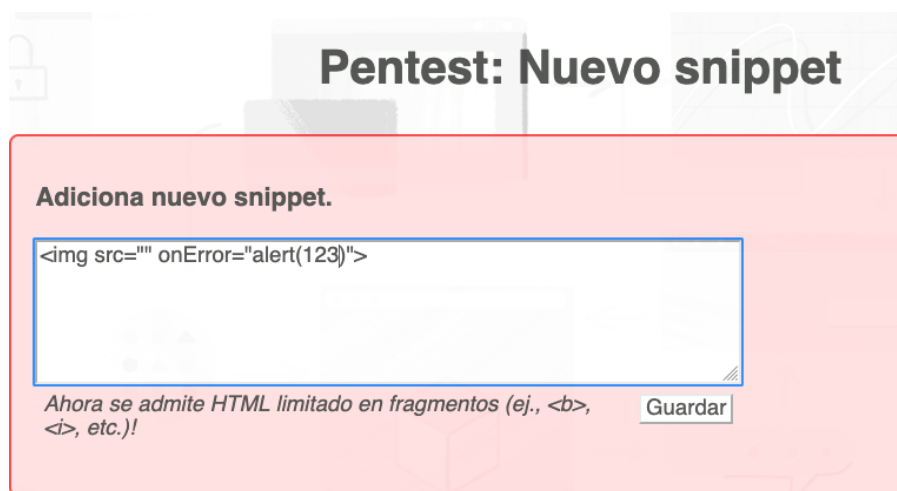 Pentest: Nuevo snippet
Adiciona nuevo snippet.
<img src="" onError="alert(123)">
Ahora se admite HTML limitado en fragmentos (ej., <b>,
<i>, etc.)!
Guardar